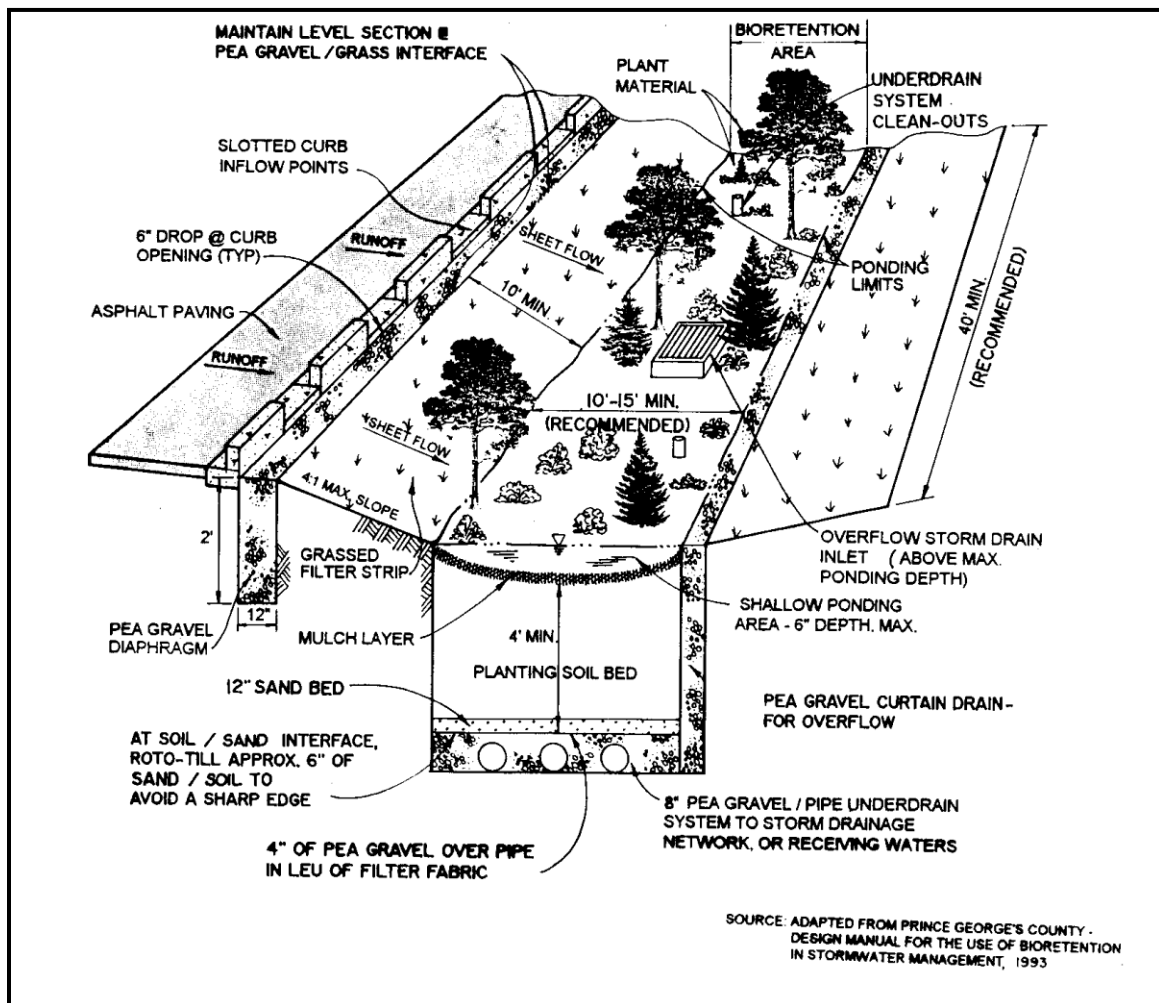 MAINTAIN LEVEL SECTION @
PEA GRAVEL / GRASS INTERFACE
BIORETENTION
AREA
PLANT
MATERIAL
UNDERDRAIN
SYSTEM
CLEAN-OUTS
SLOTTED CURB
INFLOW POINTS
6" DROP @ CURB
OPENING (TYP)
RUNOFF
SHEET FLOW
PONDING
LIMITS
ASPHALT PAVING
10' MIN.
40' MIN.
(RECOMMENDED)
RUNOFF
10'-15' MIN.
(RECOMMENDED)
SHEET FLOW
4:1 MAX. SLOPE
2'
GRASSED
FILTER STRIP
OVERFLOW STORM DRAIN
INLET ( ABOVE MAX.
PONDING DEPTH)
12"
PEA GRAVEL
DIAPHRAGM
MULCH LAYER
4' MIN.
SHALLOW PONDING
AREA - 6" DEPTH. MAX.
PLANTING SOIL BED
12" SAND BED
PEA GRAVEL CURTAIN DRAIN-
FOR OVERFLOW
AT SOIL / SAND INTERFACE,
ROTO-TILL APPROX. 6" OF
SAND / SOIL TO
AVOID A SHARP EDGE
8" PEA GRAVEL / PIPE UNDERDRAIN
SYSTEM TO STORM DRAINAGE
NETWORK, OR RECEIVING WATERS
4" OF PEA GRAVEL OVER PIPE
IN LEU OF FILTER FABRIC
SOURCE: ADAPTED FROM PRINCE GEORGE'S COUNTY -
DESIGN MANUAL FOR THE USE OF BIORETENTION
IN STORMWATER MANAGEMENT, 1993